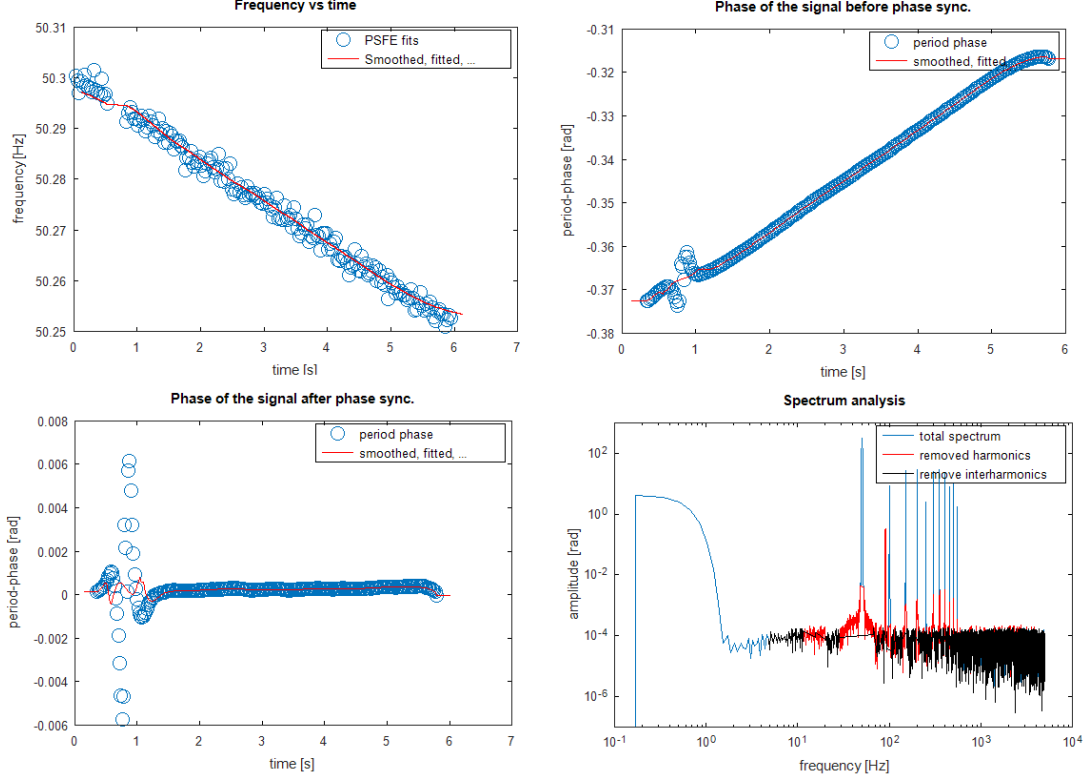 Frequency vs time
50.31
50.3
50.29
50.28
50.27
50.26
50.25
frequency [Hz]
PSFE fits
Smoothed, fitted, ...
0 1 2 3 4 5 6 7
time [s]
Phase of the signal before phase sync.
-0.31
-0.32
-0.33
-0.34
-0.35
-0.36
-0.37
-0.38
period-phase [rad]
period phase
smoothed, fitted
0 1 2 3 4 5 6
time [s]
Phase of the signal after phase sync.
0.008
0.006
0.004
0.002
0
-0.002
-0.004
-0.006
period-phase [rad]
period phase
smoothed, fitted, ...
0 1 2 3 4 5 6 7
time [s]
Spectrum analysis
10^2
10^0
10^-2
10^-4
10^-6
amplitude [rad]
total spectrum
removed harmonics
remove interharmonics
10^-1 10^0 10^1 10^2 10^3 10^4
frequency [Hz]